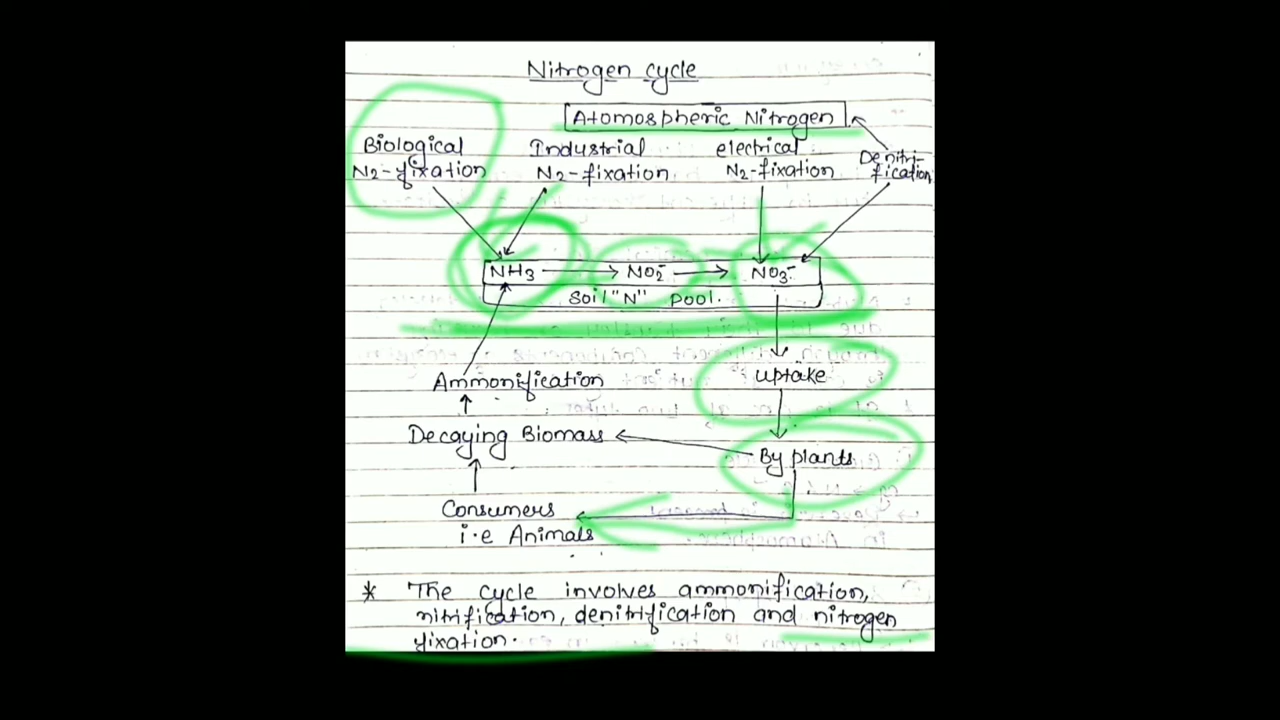 Nitrogen cycle
Atomospheric Nitrogen
Biological
N2-fixation
Industrial
N2-fixation
electrical
N2-fixation
Denitri-
fication
NH3 → NO2⁻ → NO3⁻
Soil "N" pool.
uptake
Ammonification
Decaying Biomass
By plants
Consumers
i.e Animals
* The cycle involves ammonification,
nitrification, denitrification and nitrogen
fixation.